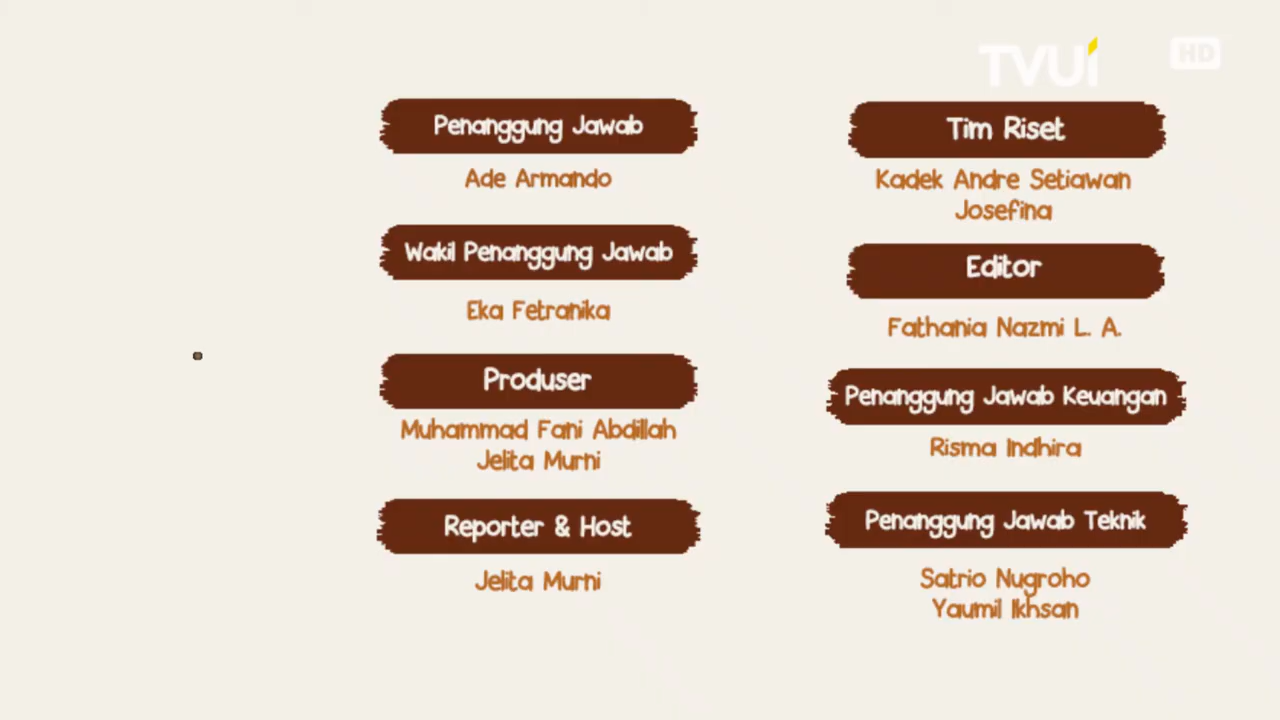 TVUI
HD
Penanggung Jawab
Ade Armando
Wakil Penanggung Jawab
Eka Fetranika
Produser
Muhammad Fani Abdillah
Jelita Murni
Reporter & Host
Jelita Murni
Tim Riset
Kadek Andre Setiawan
Josefina
Editor
Fathania Nazmi L. A.
Penanggung Jawab Keuangan
Risma Indhira
Penanggung Jawab Teknik
Satrio Nugroho
Yaumil Ikhsan